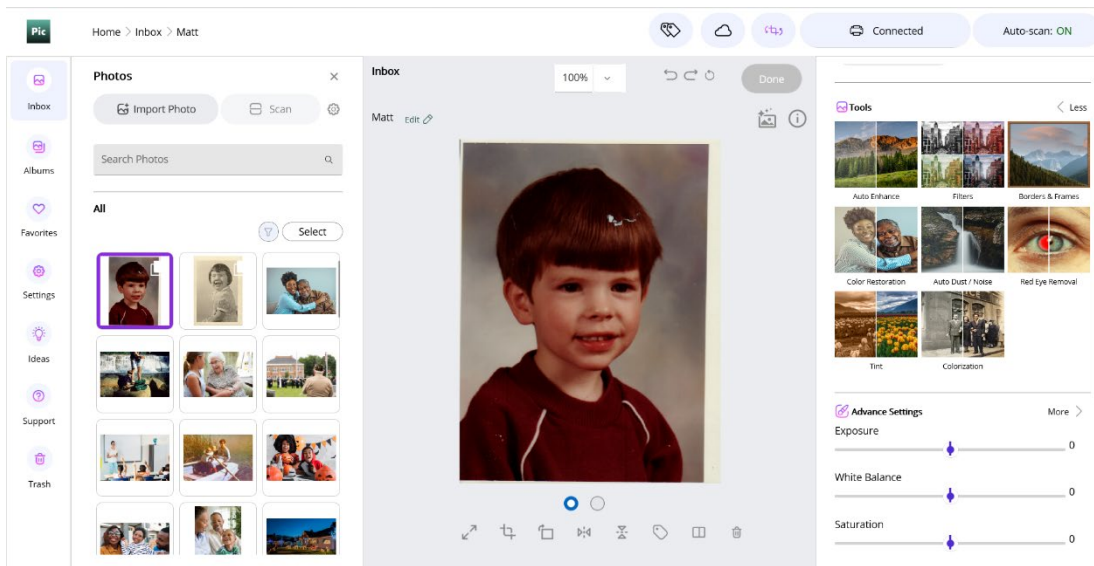 Pic
Home > Inbox > Matt
Connected
Auto-scan: ON
Inbox
Albums
Favorites
Settings
Ideas
Support
Trash
Photos
Import Photo
Scan
Search Photos
All
Select
Inbox
100%
Done
Matt Edit
Tools
Less
Auto Enhance
Filters
Borders & Frames
Color Restoration
Auto Dust / Noise
Red Eye Removal
Tint
Colorization
Advance Settings
More
Exposure
0
White Balance
0
Saturation
0